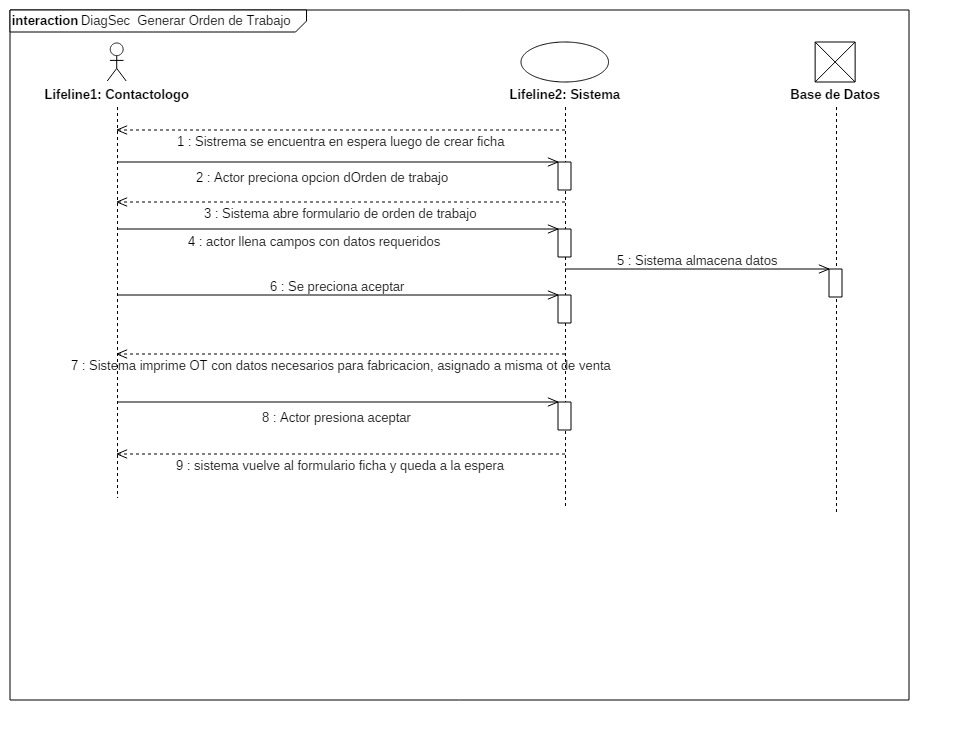 interaction DiagSec Generar Orden de Trabajo
Lifeline1: Contactologo
Lifeline2: Sistema
Base de Datos
1 : Sistrema se encuentra en espera luego de crear ficha
2 : Actor preciona opcion dOrden de trabajo
3 : Sistema abre formulario de orden de trabajo
4 : actor llena campos con datos requeridos
5 : Sistema almacena datos
6 : Se preciona aceptar
7 : Sistema imprime OT con datos necesarios para fabricacion, asignado a misma ot de venta
8 : Actor presiona aceptar
9 : sistema vuelve al formulario ficha y queda a la espera